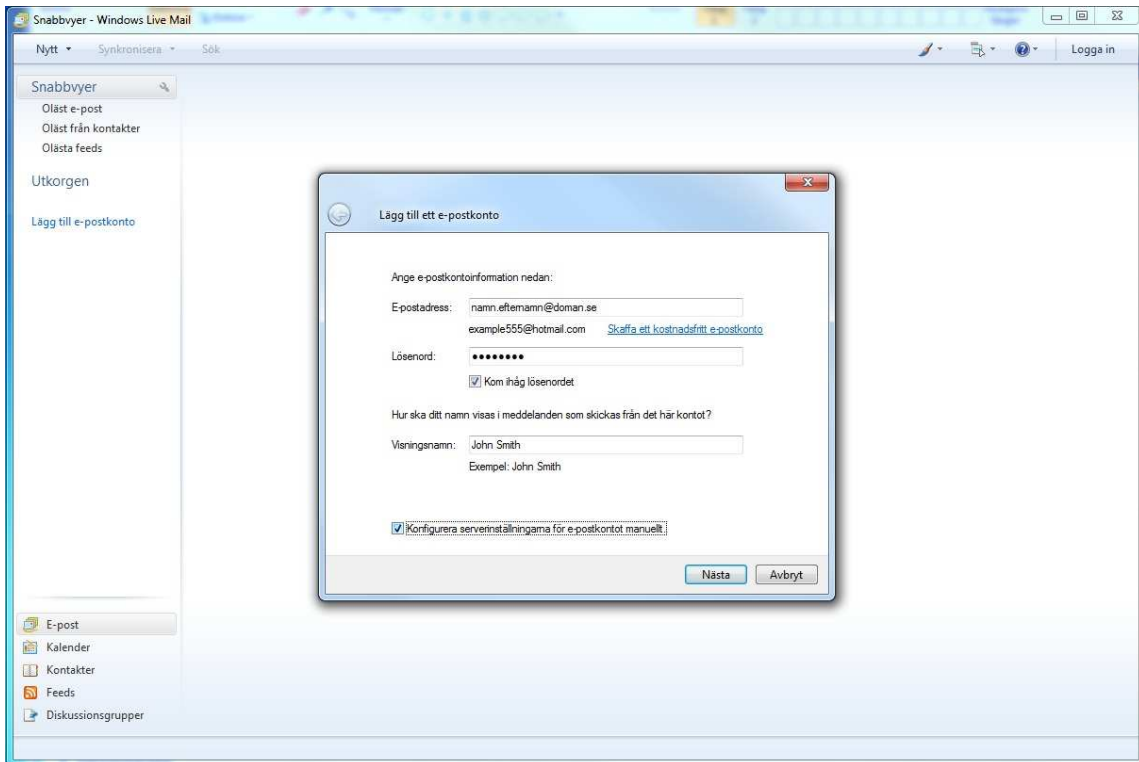 Snabbvyer - Windows Live Mail
Nytt Synkronisera Sök Logga in
Snabbvyer
Oläst e-post
Oläst från kontakter
Olästa feeds
Utkorgen
Lägg till e-postkonto
Lägg till ett e-postkonto
Ange e-postkontoinformation nedan:
E-postadress: namn.efternamn@doman.se
example555@hotmail.com Skaffa ett kostnadsfritt e-postkonto
Lösenord: ••••••••
Kom ihåg lösenordet
Hur ska ditt namn visas i meddelanden som skickas från det här kontot?
Visningsnamn: John Smith
Exempel: John Smith
Konfigurera serverinställningarna för e-postkontot manuellt.
Nästa Avbryt
E-post
Kalender
Kontakter
Feeds
Diskussionsgrupper